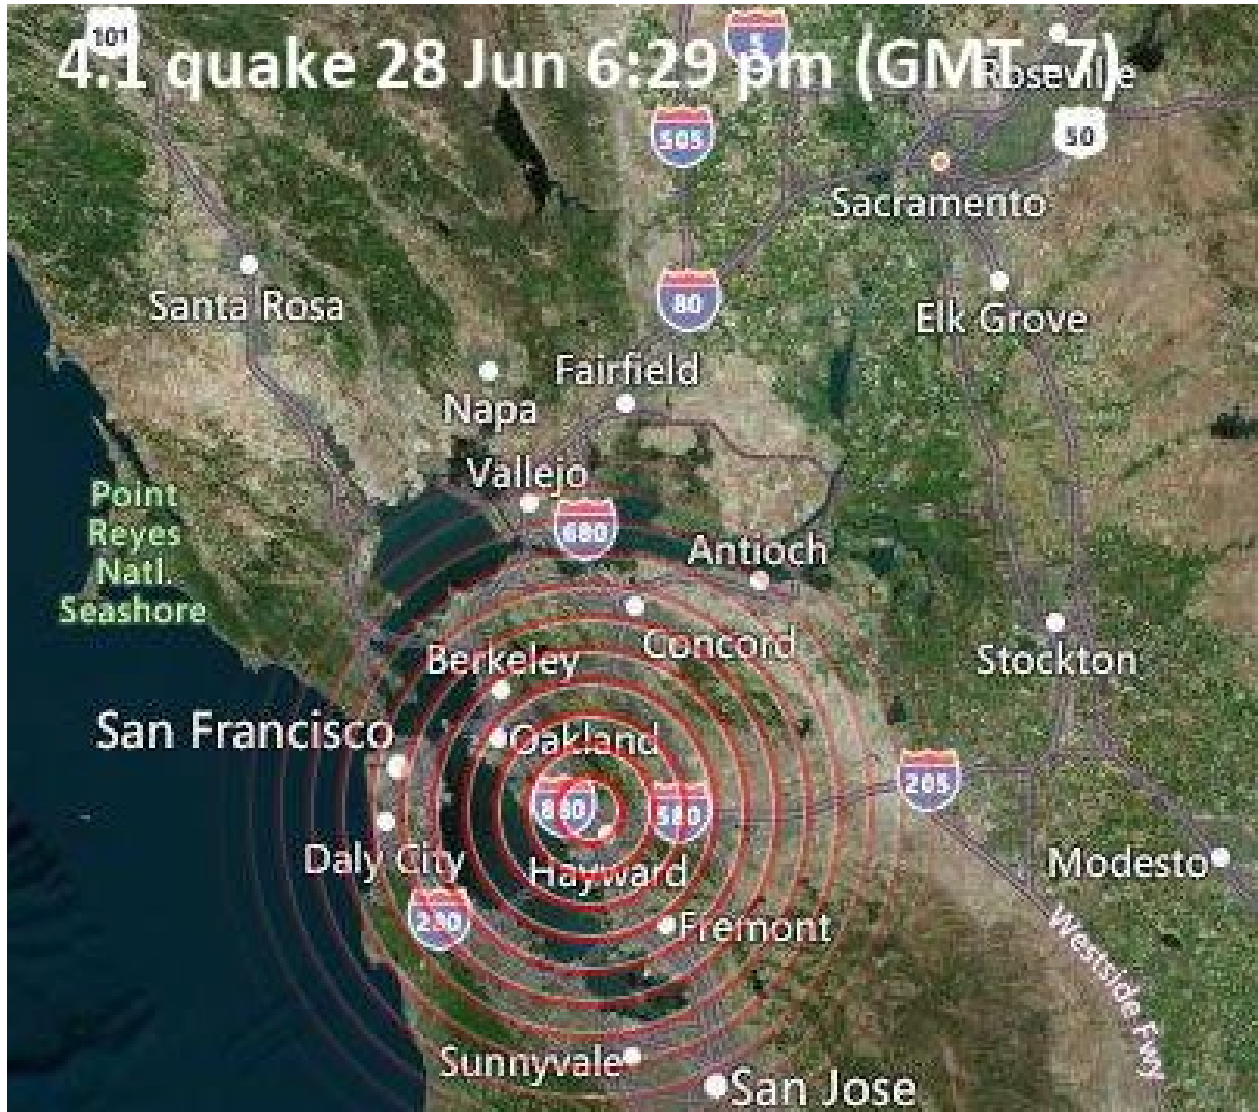 101
5
4.1 quake 28 Jun 6:29 pm (GMT -7)
Roseville
505
50
Sacramento
Santa Rosa
80
Elk Grove
Fairfield
Napa
Vallejo
Point
Reyes
Natl.
Seashore
680
Antioch
Concord
Berkeley
Stockton
San Francisco
Oakland
205
880
580
Daly City
Hayward
Modesto
280
Fremont
Westside Fwy
Sunnyvale
San Jose